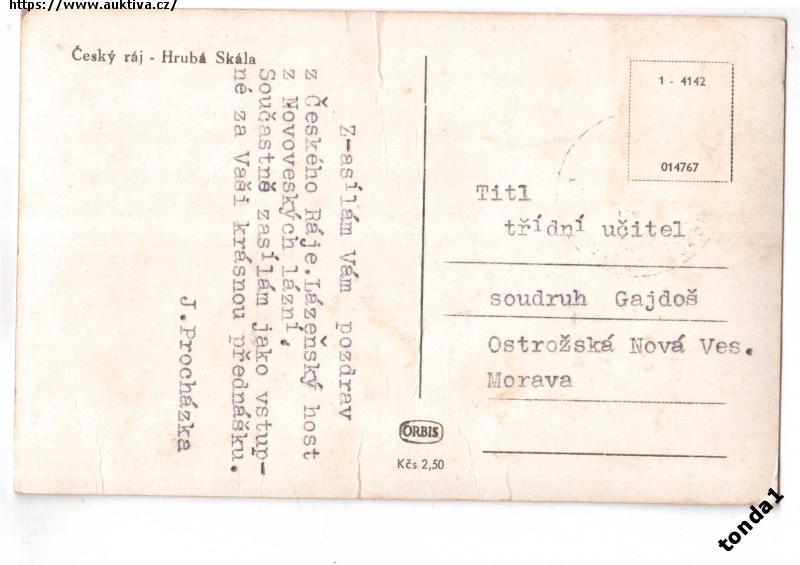 https://www.auktiva.cz/
Český ráj - Hrubá Skála
Z-asílám Vám pozdrav
z Českého Ráje.Lázeňský host
z Novoveských lázní.
Součastně zasílám jako vstup-
né za Vaši krásnou přednášku.
J.Procházka
1 - 4142
014767
Titl
třídní učitel
soudruh Gajdoš
Ostrožská Nová Ves.
Morava
ORBIS
Kčs 2,50
tonda1